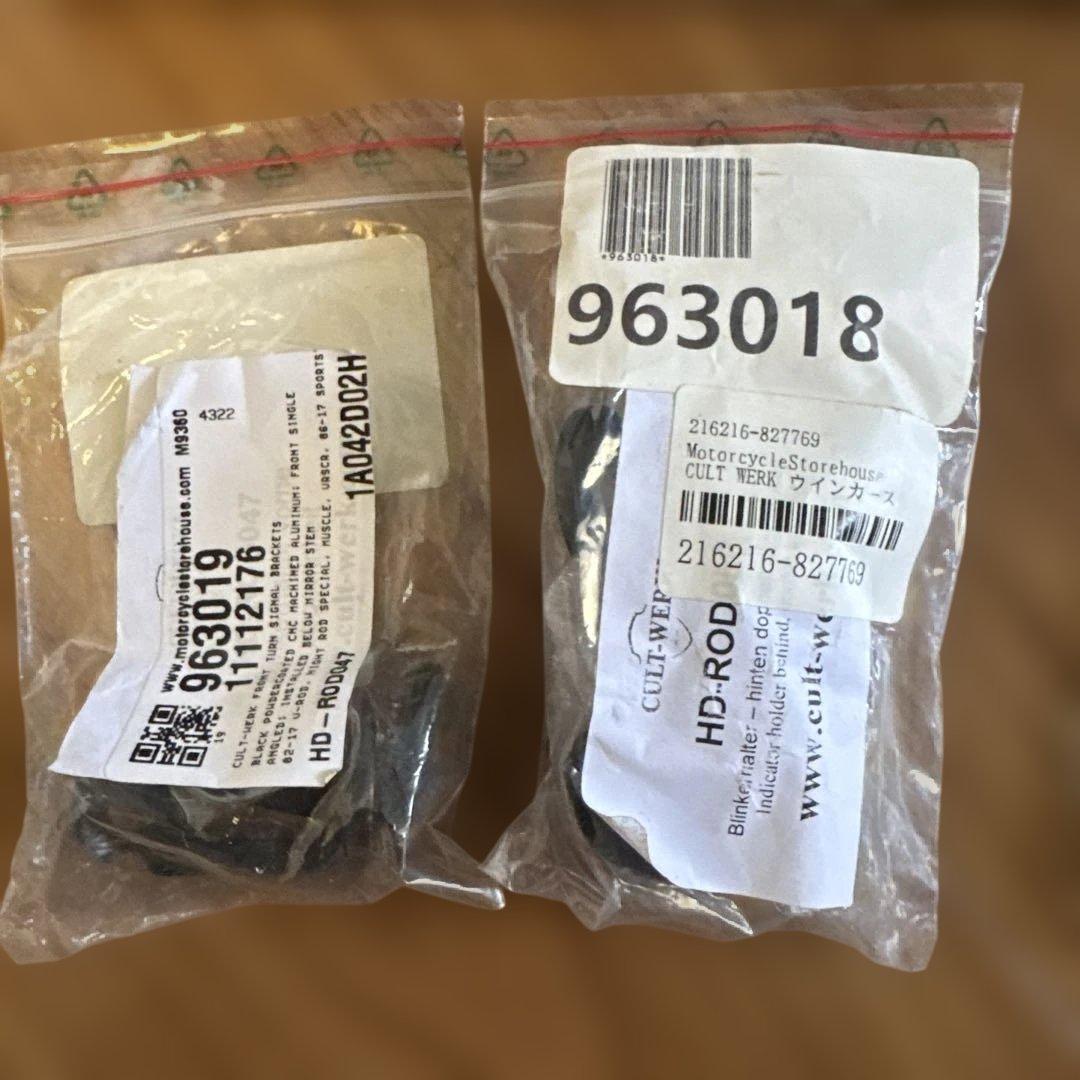 www.motorcyclestorehouse.com M9360
4322
963019
11112176
19
CULT-WERK FRONT TURN SIGNAL BRACKETS
BLACK POWDERCOATED CNC MACHINED ALUMINUM; FRONT SINGLE
ANGLED; INSTALLED BELOW MIRROR STEM
02-17 V-ROD, NIGHT ROD SPECIAL, MUSCLE, VRSCR. 06-17 SPORTS
HD-ROD047
1A042D02H
*963018*
963018
216216-827769
MotorcycleStorehouse
CULT WERK ウインカース
216216-827769
CULT-WERK
HD-ROD
Blinkerhalter – hinten dop
Indicator holder behind,
www.cult-we